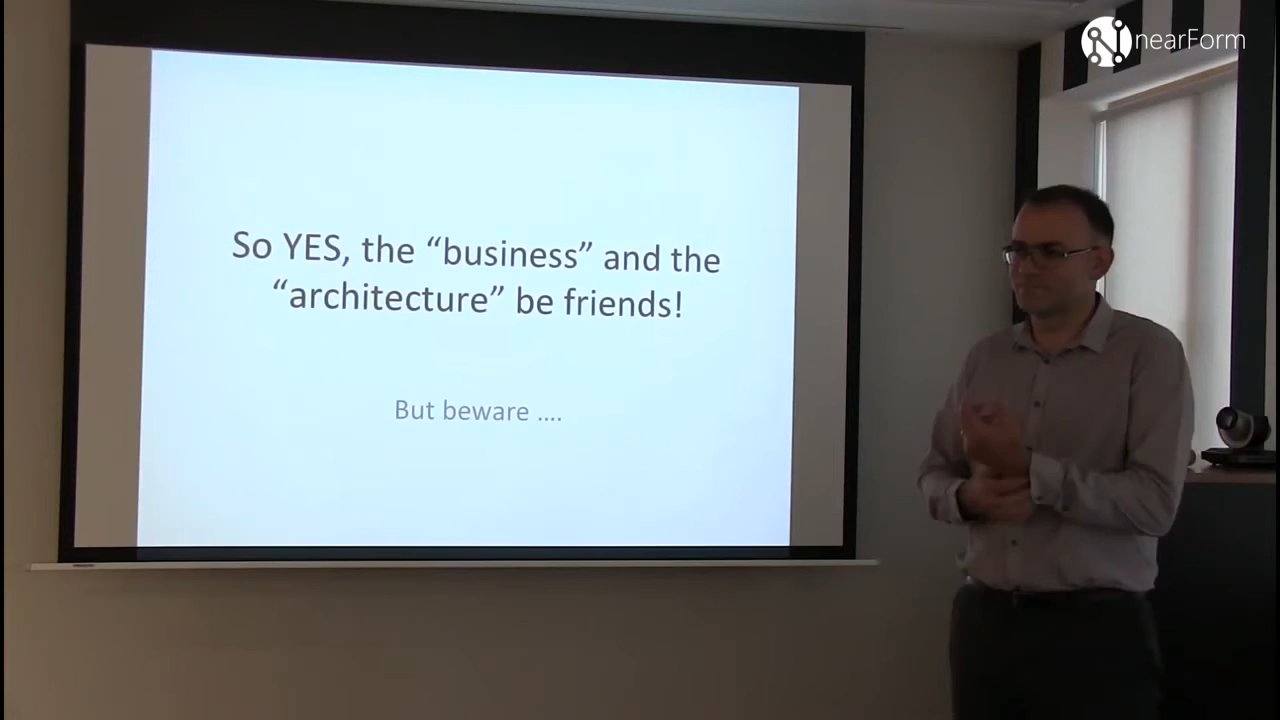 nearForm
So YES, the “business” and the
“architecture” be friends!
But beware ....